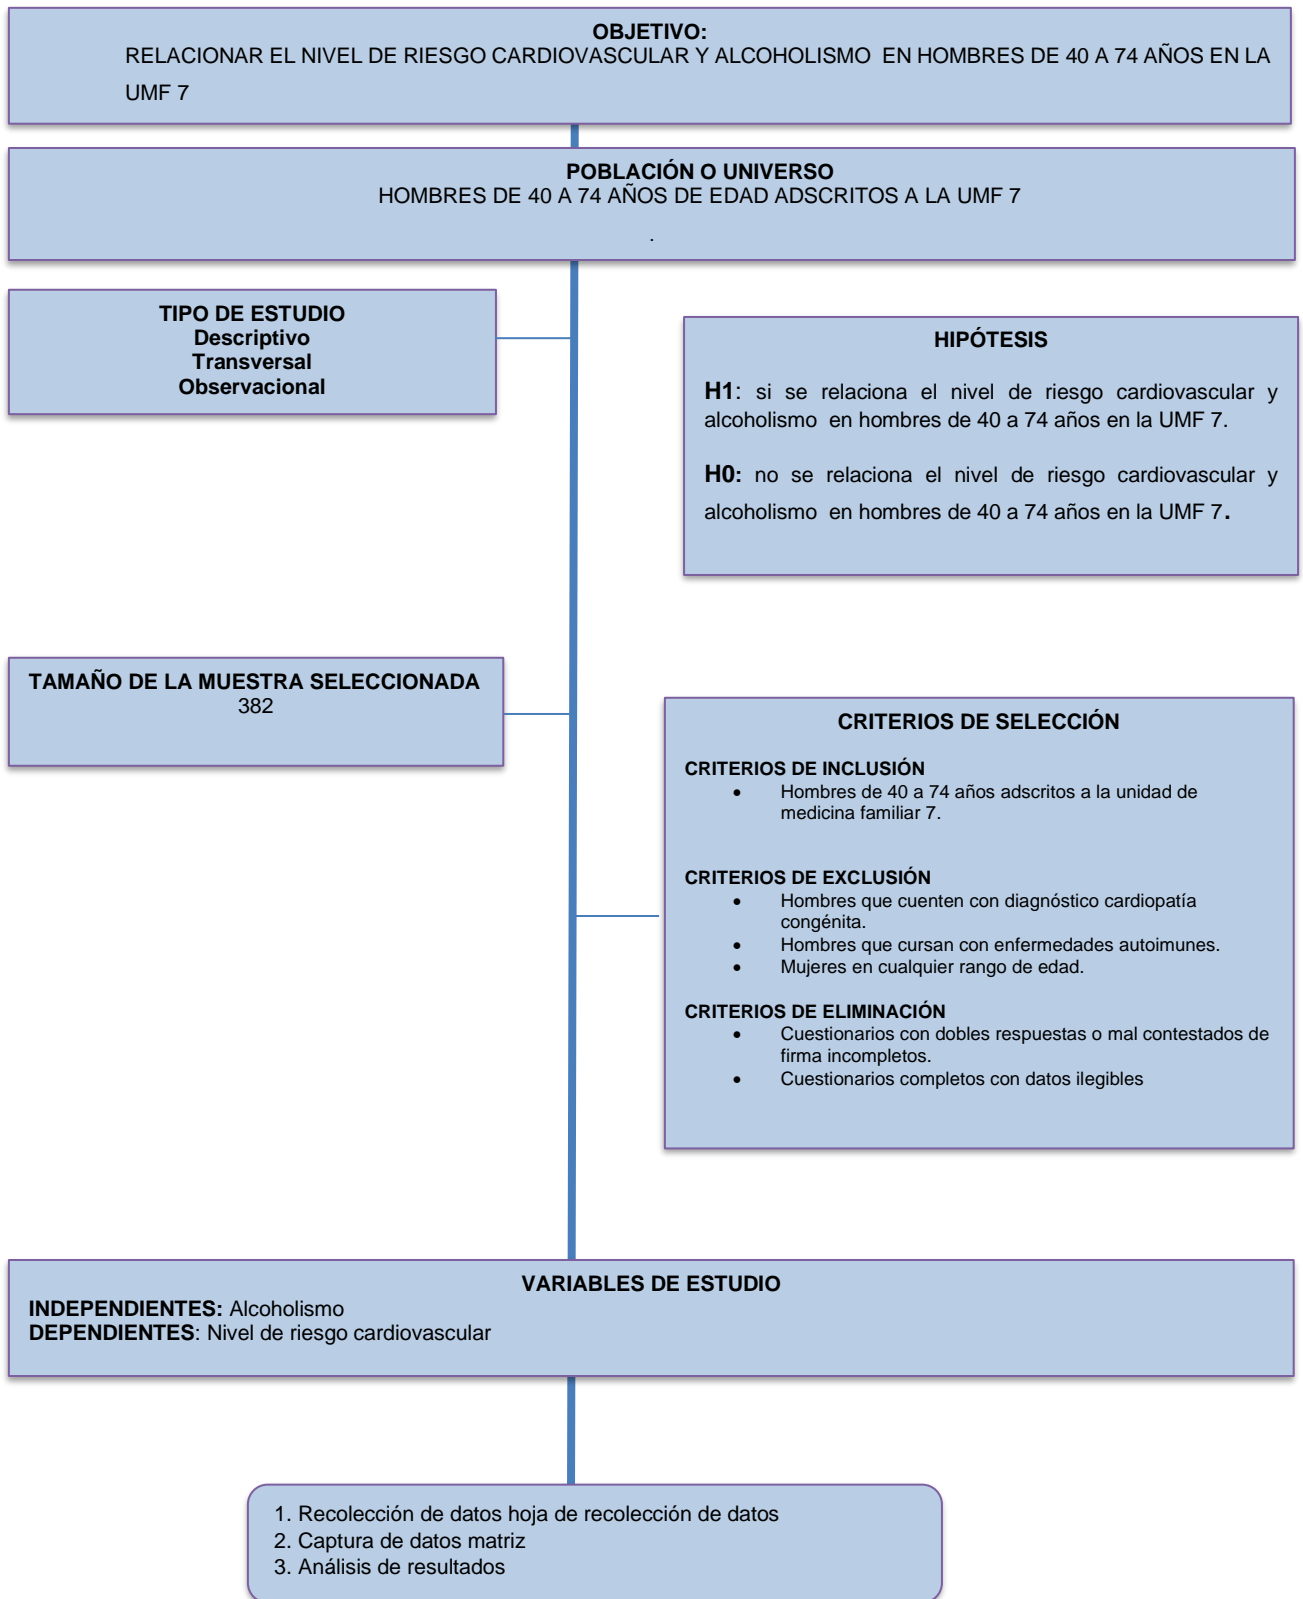 OBJETIVO:
RELACIONAR EL NIVEL DE RIESGO CARDIOVASCULAR Y ALCOHOLISMO  EN HOMBRES DE 40 A 74 AÑOS EN LA
UMF 7
POBLACIÓN O UNIVERSO
HOMBRES DE 40 A 74 AÑOS DE EDAD ADSCRITOS A LA UMF 7
.
TIPO DE ESTUDIO
Descriptivo
Transversal
Observacional
HIPÓTESIS
H1: si se relaciona el nivel de riesgo cardiovascular y
alcoholismo  en hombres de 40 a 74 años en la UMF 7.
H0: no se relaciona el nivel de riesgo cardiovascular y
alcoholismo  en hombres de 40 a 74 años en la UMF 7.
TAMAÑO DE LA MUESTRA SELECCIONADA
382
CRITERIOS DE SELECCIÓN
CRITERIOS DE INCLUSIÓN
• Hombres de 40 a 74 años adscritos a la unidad de
medicina familiar 7.
CRITERIOS DE EXCLUSIÓN
• Hombres que cuenten con diagnóstico cardiopatía
congénita.
• Hombres que cursan con enfermedades autoimunes.
• Mujeres en cualquier rango de edad.
CRITERIOS DE ELIMINACIÓN
• Cuestionarios con dobles respuestas o mal contestados de
firma incompletos.
• Cuestionarios completos con datos ilegibles
VARIABLES DE ESTUDIO
INDEPENDIENTES: Alcoholismo
DEPENDIENTES: Nivel de riesgo cardiovascular
1. Recolección de datos hoja de recolección de datos
2. Captura de datos matriz
3. Análisis de resultados